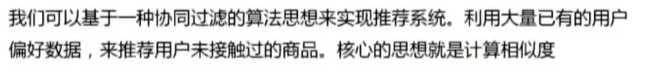 我们可以基于一种协同过滤的算法思想来实现推荐系统。利用大量已有的用户
偏好数据，来推荐用户未接触过的商品。核心的思想就是计算相似度